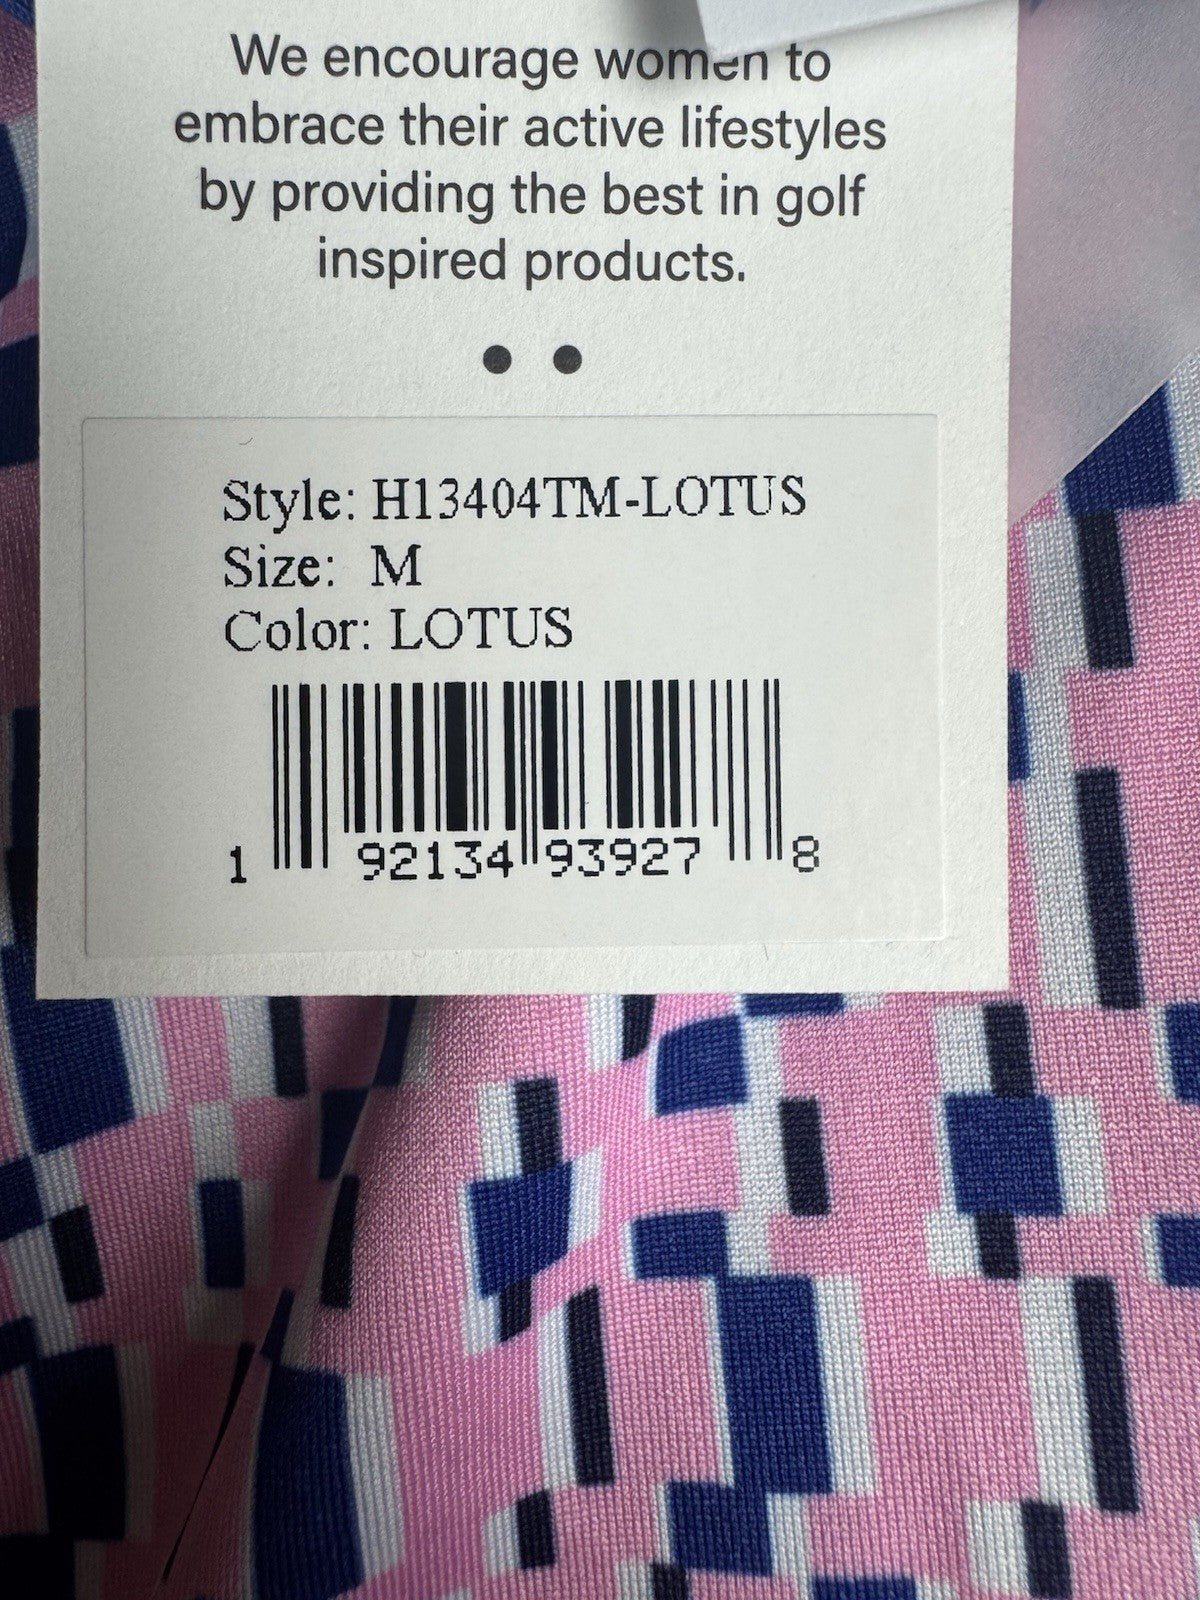 We encourage women to
embrace their active lifestyles
by providing the best in golf
inspired products.
Style: H13404TM-LOTUS
Size: M
Color: LOTUS
1 92134 93927 8